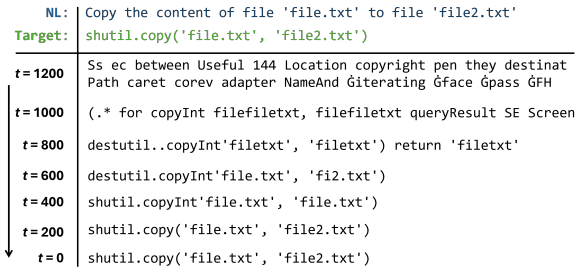 NL: Copy the content of file 'file.txt' to file 'file2.txt'
Target: shutil.copy('file.txt', 'file2.txt')
t = 1200 Ss ec between Useful 144 Location copyright pen they destinat
Path caret corev adapter NameAnd Ġiterating Ġface Ġpass ĠFH
t = 1000 (.* for copyInt filefiletxt, filefiletxt queryResult SE Screen
t = 800 destutil..copyInt'filetxt', 'filetxt') return 'filetxt'
t = 600 destutil.copyInt'file.txt', 'fi2.txt')
t = 400 shutil.copyInt'file.txt', 'file.txt')
t = 200 shutil.copy('file.txt', 'file2.txt')
t = 0 shutil.copy('file.txt', 'file2.txt')